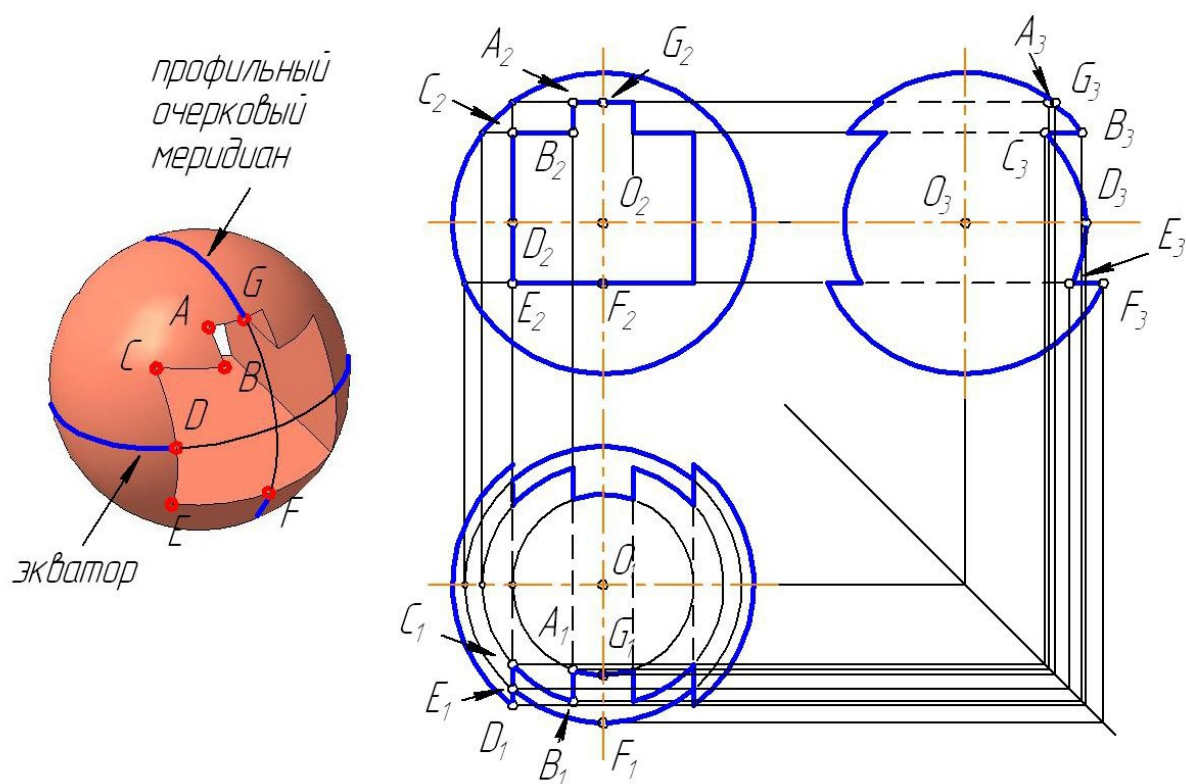 профильный
очерковый
меридиан
G
A
C
B
D
E
F
экватор
A₂
G₂
C₂
B₂
O₂
D₂
E₂
F₂
A₃
G₃
B₃
C₃
D₃
O₃
E₃
F₃
O₁
C₁
A₁
G₁
E₁
D₁
B₁
F₁